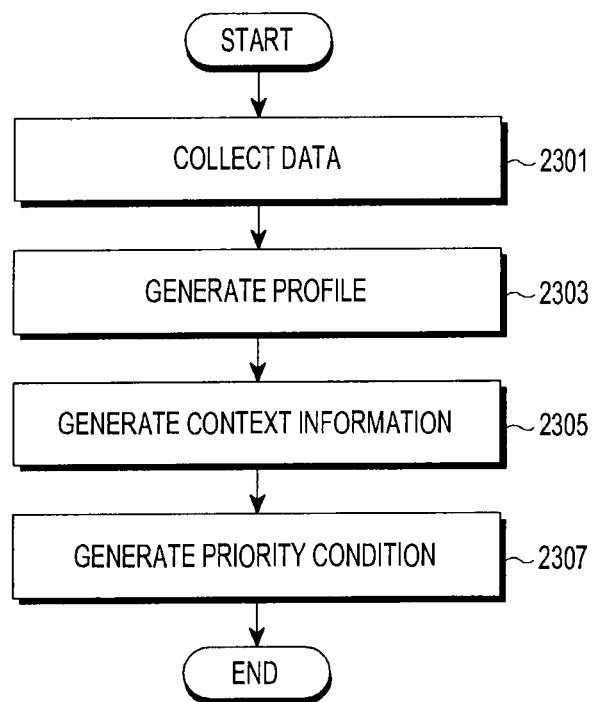 START
COLLECT DATA
2301
GENERATE PROFILE
2303
GENERATE CONTEXT INFORMATION
2305
GENERATE PRIORITY CONDITION
2307
END